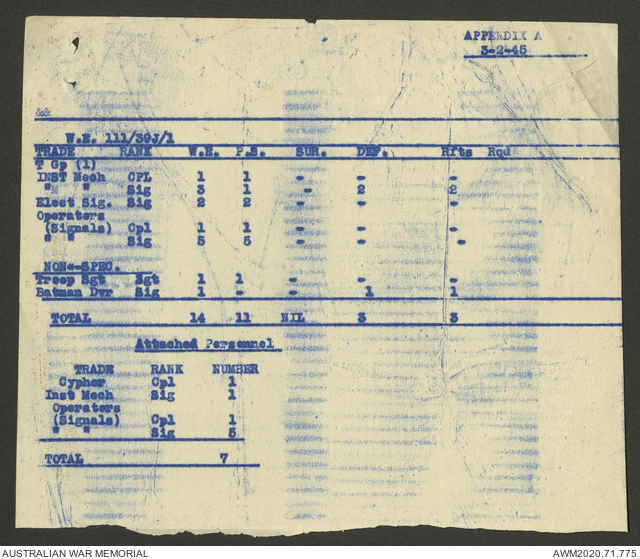 APPENDIX A
3-2-45
&&
W.E. 111/39J/1
TRADE RANK W.E. P.S. SUR. DEF. Rfts Rqd
T Gp (1)
INST Mech CPL 1 1 - - -
"M " Sig 3 1 - 2 2
Elect Sig. Sig 2 2 - - -
Operaters
(Signals) Cpl 1 1 - - -
" " Sig 5 5 - - -
NON-SPEC.
Troop Sgt Sgt 1 1 - - -
Batman Dvr Sig 1 - - 1 1
TOTAL 14 11 NIL 3 3
Attached Personnel
TRADE RANK NUMBER
Cypher Cpl 1
Inst Mech Sig 1
Operators
(Signals) Cpl 1
" " Sig 5
TOTAL 7
AUSTRALIAN WAR MEMORIAL AWM2020.71.775